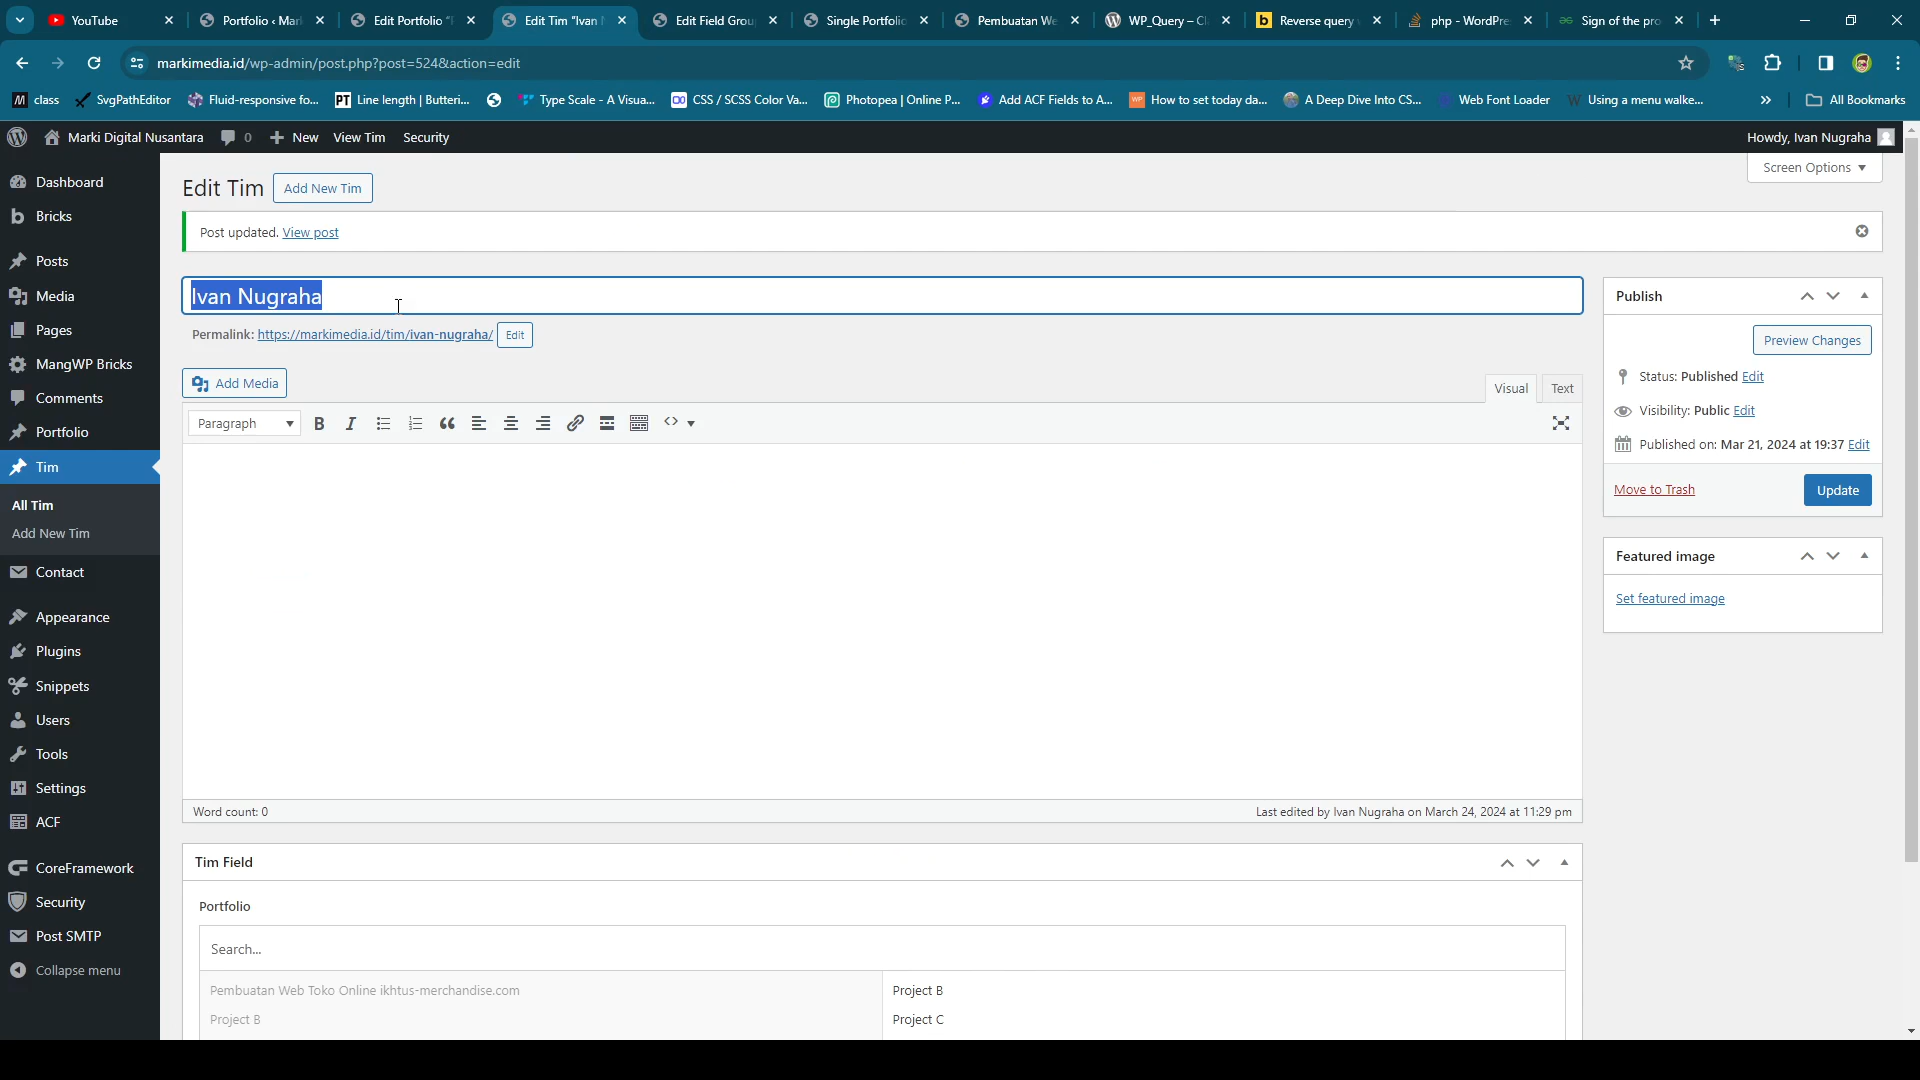 YouTube
Portfolio ‹ Mark
Edit Portfolio "P
Edit Tim "Ivan N
Edit Field Grou
Single Portfolio
Pembuatan We
WP_Query – Cl
Reverse query
php - WordPre
Sign of the pro
markimedia.id/wp-admin/post.php?post=524&action=edit
class
SvgPathEditor
Fluid-responsive fo...
Line length | Butteri...
Type Scale - A Visua...
CSS / SCSS Color Va...
Photopea | Online P...
Add ACF Fields to A...
How to set today da...
A Deep Dive Into CS...
Web Font Loader
Using a menu walke...
All Bookmarks
Marki Digital Nusantara
0
New
View Tim
Security
Howdy, Ivan Nugraha
Dashboard
Bricks
Posts
Media
Pages
MangWP Bricks
Comments
Portfolio
Tim
All Tim
Add New Tim
Contact
Appearance
Plugins
Snippets
Users
Tools
Settings
ACF
CoreFramework
Security
Post SMTP
Collapse menu
Screen Options
Edit Tim
Add New Tim
Post updated. View post
Ivan Nugraha
Permalink: https://markimedia.id/tim/ivan-nugraha/ Edit
Add Media
Visual
Text
Paragraph
Word count: 0
Last edited by Ivan Nugraha on March 24, 2024 at 11:29 pm
Tim Field
Portfolio
Search...
Pembuatan Web Toko Online ikhtus-merchandise.com
Project B
Project B
Project C
Publish
Preview Changes
Status: Published Edit
Visibility: Public Edit
Published on: Mar 21, 2024 at 19:37 Edit
Move to Trash
Update
Featured image
Set featured image